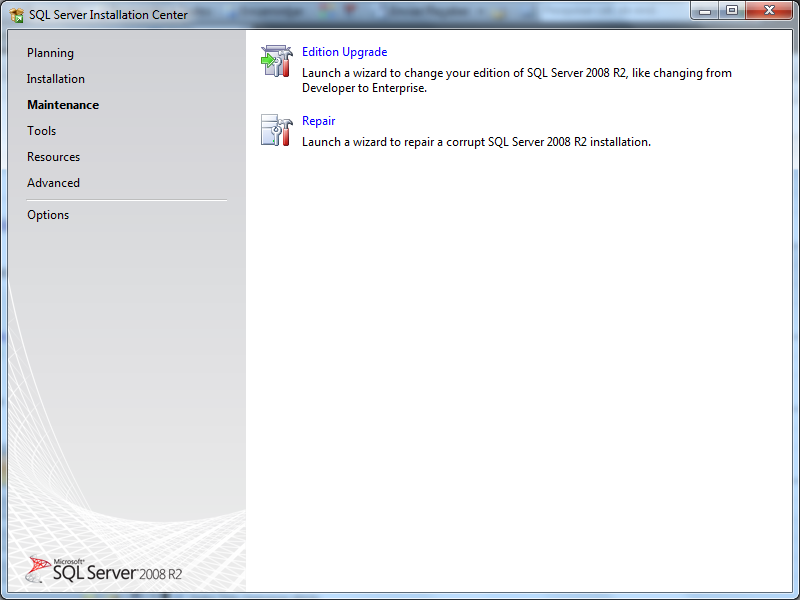 SQL Server Installation Center
Planning
Installation
Maintenance
Tools
Resources
Advanced
Options
Edition Upgrade
Launch a wizard to change your edition of SQL Server 2008 R2, like changing from
Developer to Enterprise.
Repair
Launch a wizard to repair a corrupt SQL Server 2008 R2 installation.
Microsoft®
SQL Server 2008 R2